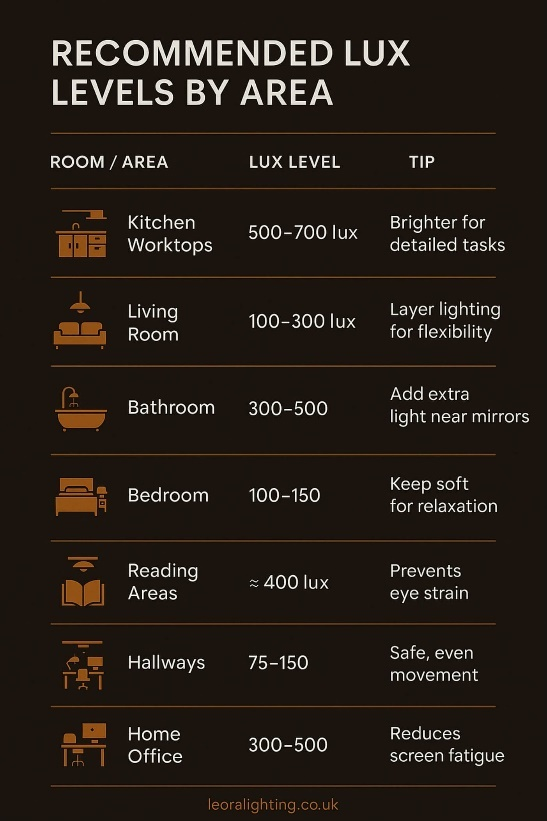 RECOMMENDED LUX
LEVELS BY AREA
ROOM / AREA LUX LEVEL TIP
Kitchen
Worktops
500–700 lux
Brighter for
detailed tasks
Living
Room
100–300 lux
Layer lighting
for flexibility
Bathroom
300–500
Add extra
light near mirrors
Bedroom
100–150
Keep soft
for relaxation
Reading
Areas
≈ 400 lux
Prevents
eye strain
Hallways
75–150
Safe, even
movement
Home
Office
300–500
Reduces
screen fatigue
leoralighting.co.uk